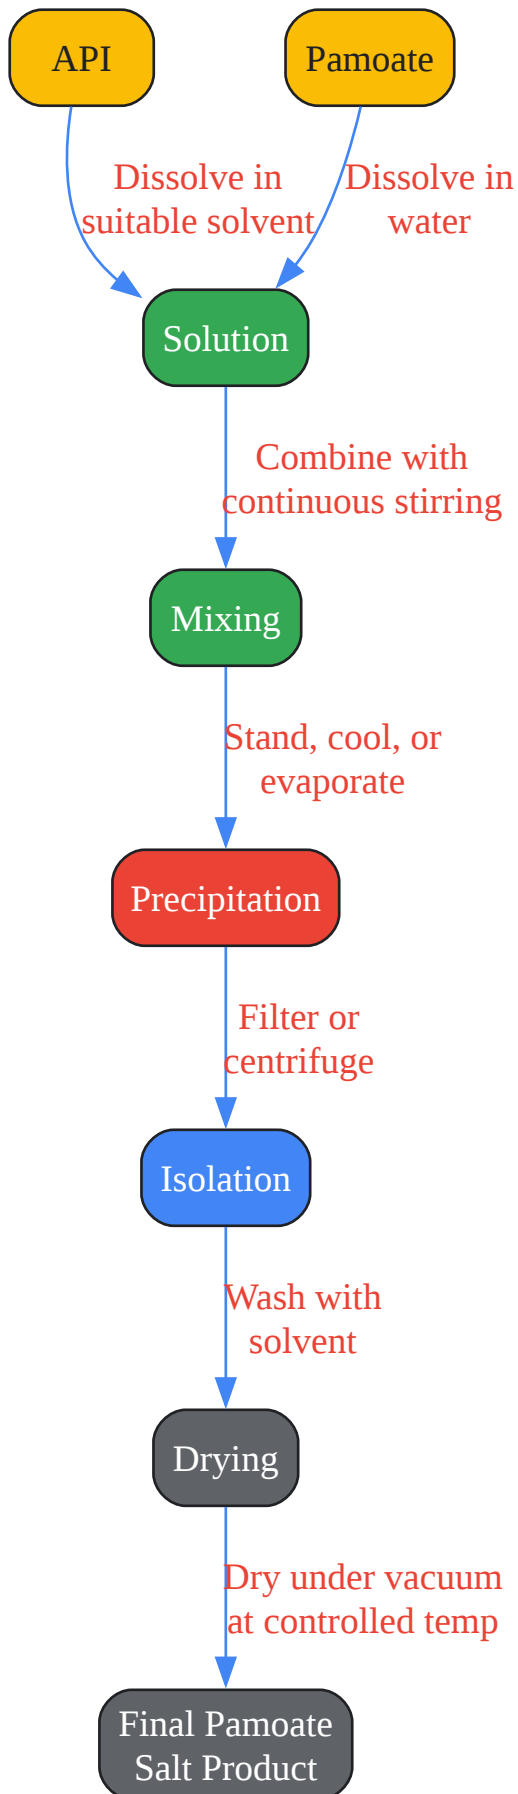 API
Pamoate
Dissolve in
suitable solvent
Dissolve in
water
Solution
Combine with
continuous stirring
Mixing
Stand, cool, or
evaporate
Precipitation
Filter or
centrifuge
Isolation
Wash with
solvent
Drying
Dry under vacuum
at controlled temp
Final Pamoate
Salt Product